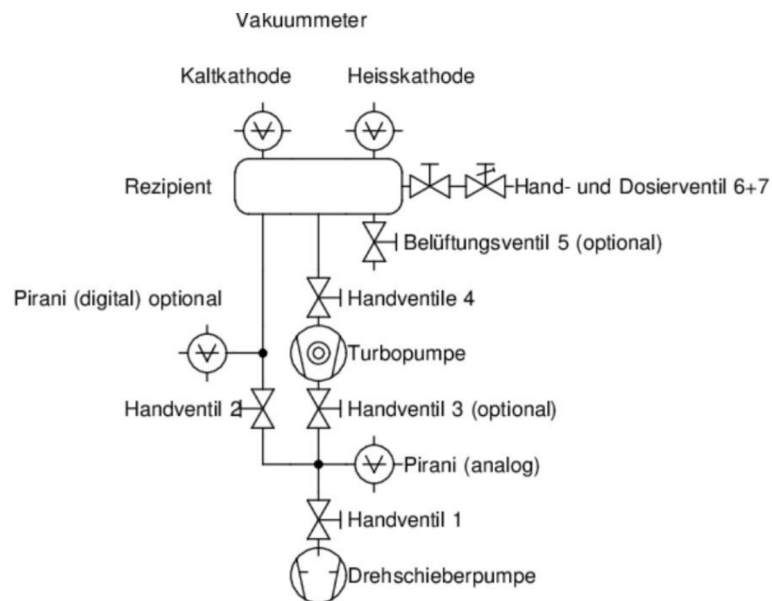 Vakuummeter
Kaltkathode
Heisskathode
Rezipient
Hand- und Dosierventil 6+7
Belüftungsventil 5 (optional)
Pirani (digital) optional
Handventile 4
Turbopumpe
Handventil 2
Handventil 3 (optional)
Pirani (analog)
Handventil 1
Drehschieberpumpe